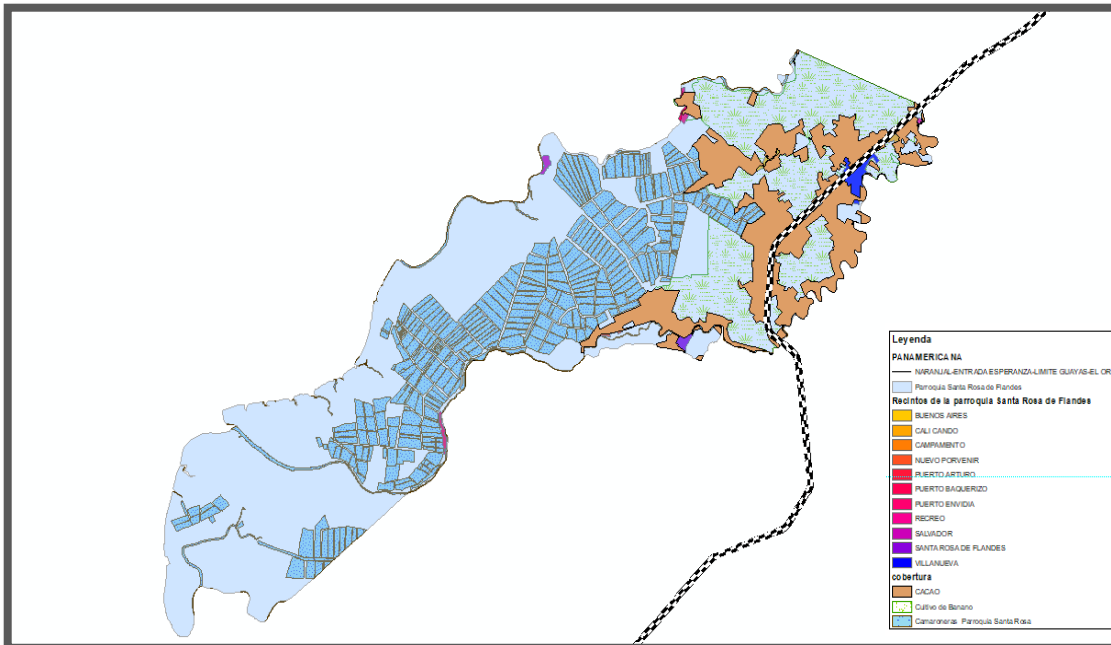 Leyenda
PANAMERICANA
NARANJAL-ENTRADA ESPERANZA-LIMITE GUAYAS-EL OR
Parroquia Santa Rosa de Flandes
Recintos de la parroquia Santa Rosa de Flandes
BUENOS AIRES
CALI CANDO
CAMPAMENTO
NUEVO PORVENIR
PUERTO ARTURO
PUERTO BAQUERIZO
PUERTO ENVIDIA
RECREO
SALVADOR
SANTA ROSA DE FLANDES
VILLANUEVA
cobertura
CACAO
Cultivo de Banano
Camaroneras Parroquia Santa Rosa